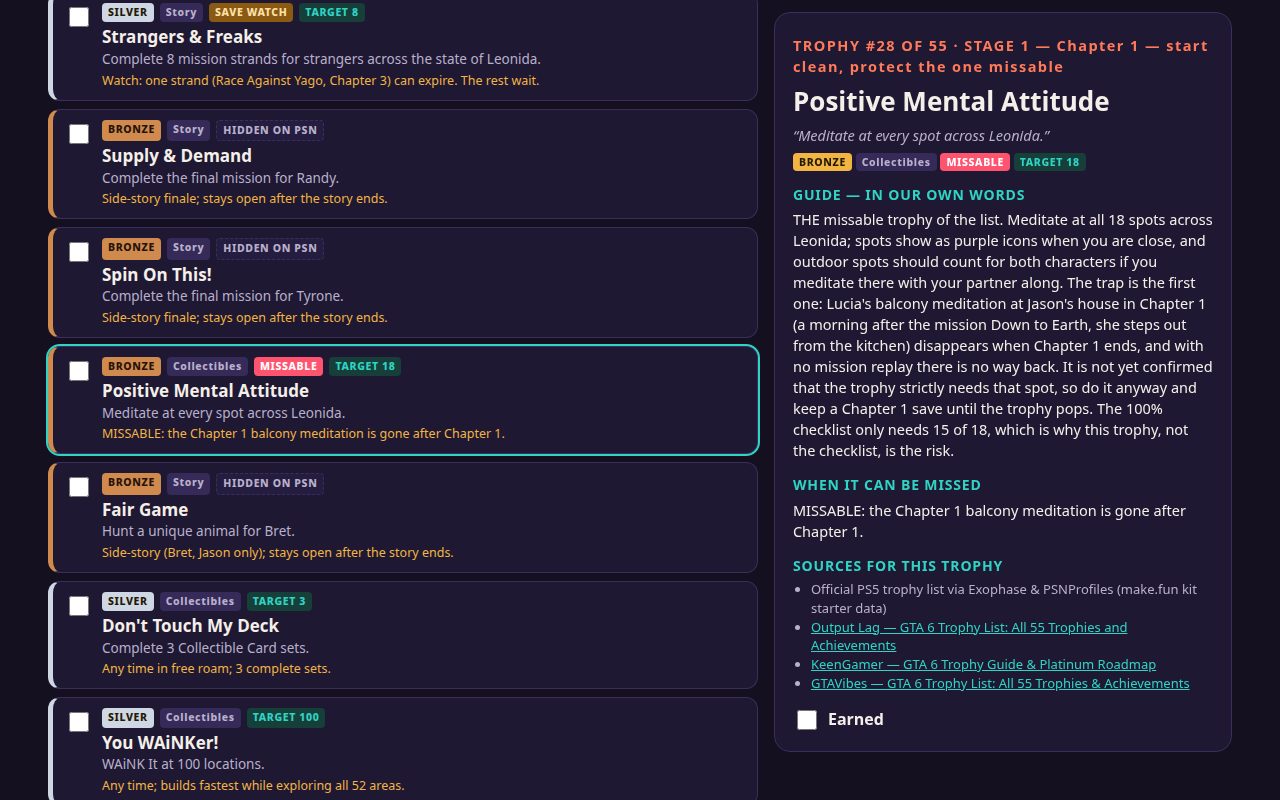 SILVER Story SAVE WATCH TARGET 8
Strangers & Freaks
Complete 8 mission strands for strangers across the state of Leonida.
Watch: one strand (Race Against Yago, Chapter 3) can expire. The rest wait.
BRONZE Story HIDDEN ON PSN
Supply & Demand
Complete the final mission for Randy.
Side-story finale; stays open after the story ends.
BRONZE Story HIDDEN ON PSN
Spin On This!
Complete the final mission for Tyrone.
Side-story finale; stays open after the story ends.
BRONZE Collectibles MISSABLE TARGET 18
Positive Mental Attitude
Meditate at every spot across Leonida.
MISSABLE: the Chapter 1 balcony meditation is gone after Chapter 1.
BRONZE Story HIDDEN ON PSN
Fair Game
Hunt a unique animal for Bret.
Side-story (Bret, Jason only); stays open after the story ends.
SILVER Collectibles TARGET 3
Don't Touch My Deck
Complete 3 Collectible Card sets.
Any time in free roam; 3 complete sets.
SILVER Collectibles TARGET 100
You WAiNKer!
WAiNK It at 100 locations.
Any time; builds fastest while exploring all 52 areas.
TROPHY #28 OF 55 · STAGE 1 — Chapter 1 — start
clean, protect the one missable
Positive Mental Attitude
“Meditate at every spot across Leonida.”
BRONZE Collectibles MISSABLE TARGET 18
GUIDE — IN OUR OWN WORDS
THE missable trophy of the list. Meditate at all 18 spots across
Leonida; spots show as purple icons when you are close, and
outdoor spots should count for both characters if you
meditate there with your partner along. The trap is the first
one: Lucia's balcony meditation at Jason's house in Chapter 1
(a morning after the mission Down to Earth, she steps out
from the kitchen) disappears when Chapter 1 ends, and with
no mission replay there is no way back. It is not yet confirmed
that the trophy strictly needs that spot, so do it anyway and
keep a Chapter 1 save until the trophy pops. The 100%
checklist only needs 15 of 18, which is why this trophy, not
the checklist, is the risk.
WHEN IT CAN BE MISSED
MISSABLE: the Chapter 1 balcony meditation is gone after
Chapter 1.
SOURCES FOR THIS TROPHY
Official PS5 trophy list via Exophase & PSNProfiles (make.fun kit
starter data)
Output Lag — GTA 6 Trophy List: All 55 Trophies and
Achievements
KeenGamer — GTA 6 Trophy Guide & Platinum Roadmap
GTAVibes — GTA 6 Trophy List: All 55 Trophies & Achievements
Earned